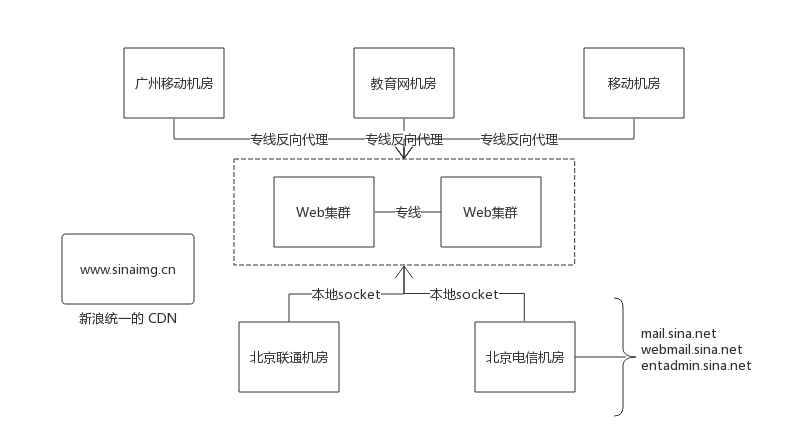 广州移动机房
教育网机房
移动机房
专线反向代理
专线反向代理
专线反向代理
Web集群
专线
Web集群
www.sinaimg.cn
新浪统一的 CDN
本地socket
本地socket
北京联通机房
北京电信机房
mail.sina.net
webmail.sina.net
entadmin.sina.net